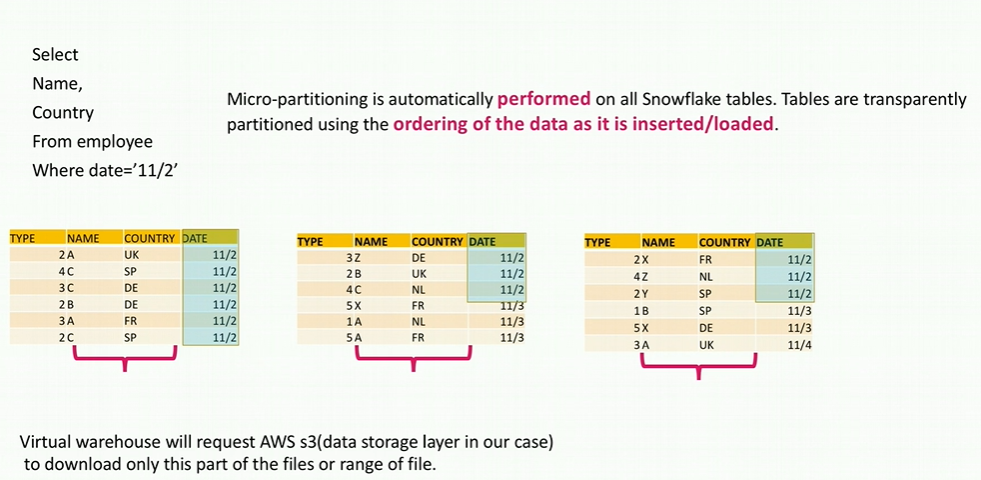 Select
Name,
Country
From employee
Where date='11/2'
Micro-partitioning is automatically performed on all Snowflake tables. Tables are transparently
partitioned using the ordering of the data as it is inserted/loaded.
TYPE NAME COUNTRY DATE
2 A UK 11/2
4 C SP 11/2
3 C DE 11/2
2 B DE 11/2
3 A FR 11/2
2 C SP 11/2
TYPE NAME COUNTRY DATE
3 Z DE 11/2
2 B UK 11/2
4 C NL 11/2
5 X FR 11/3
1 A NL 11/3
5 A FR 11/3
TYPE NAME COUNTRY DATE
2 X FR 11/2
4 Z NL 11/2
2 Y SP 11/2
1 B SP 11/3
5 X DE 11/3
3 A UK 11/4
Virtual warehouse will request AWS s3(data storage layer in our case)
to download only this part of the files or range of file.